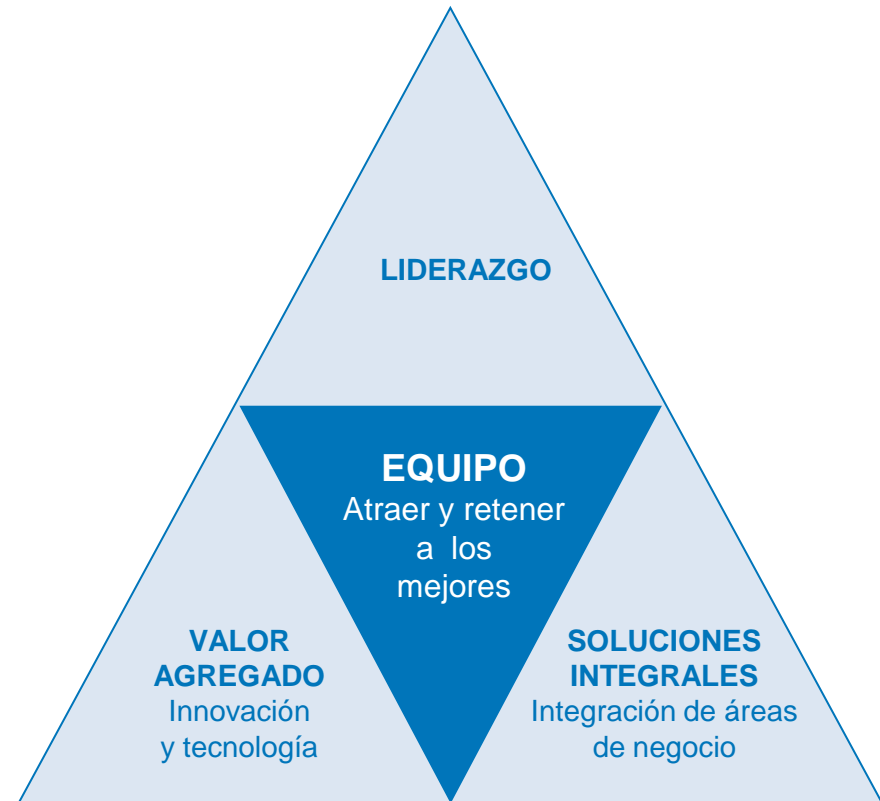 LIDERAZGO
EQUIPO
Atraer y retener
a los
mejores
VALOR
AGREGADO
Innovación
y tecnología
SOLUCIONES
INTEGRALES
Integración de áreas
de negocio